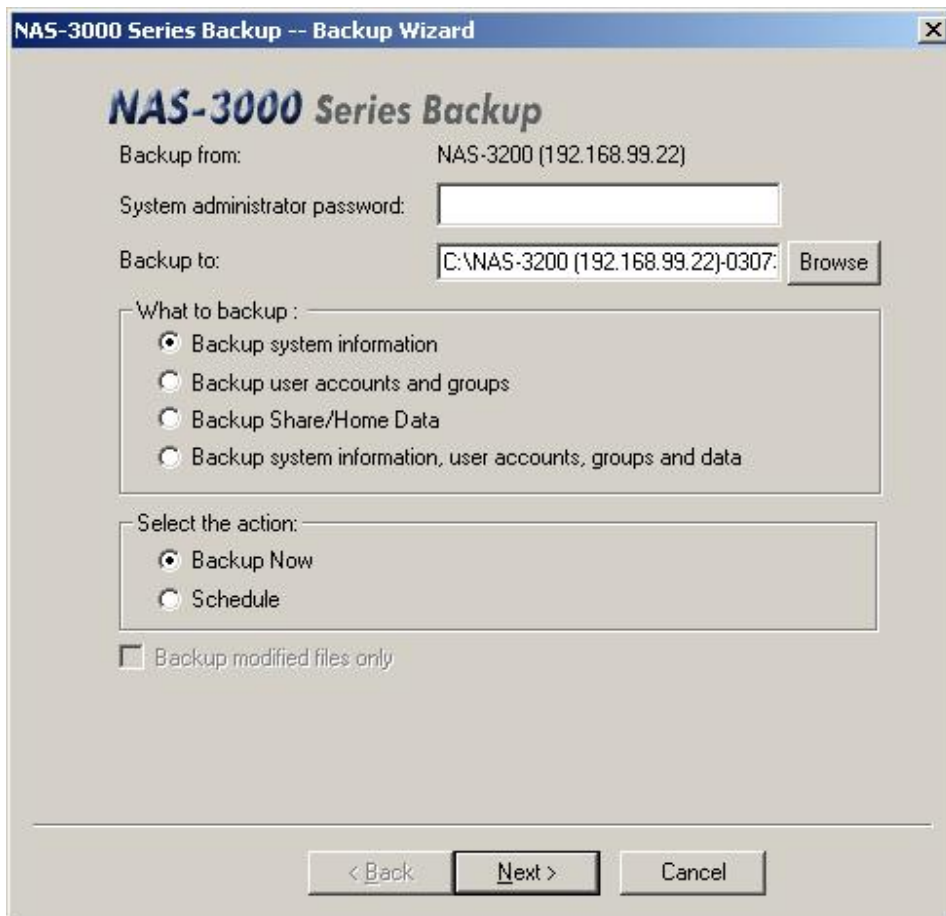 NAS-3000 Series Backup -- Backup Wizard
NAS-3000 Series Backup
Backup from: NAS-3200 (192.168.99.22)
System administrator password:
Backup to: C:\NAS-3200 (192.168.99.22)-0307: Browse
What to backup :
Backup system information
Backup user accounts and groups
Backup Share/Home Data
Backup system information, user accounts, groups and data
Select the action:
Backup Now
Schedule
Backup modified files only
< Back Next > Cancel